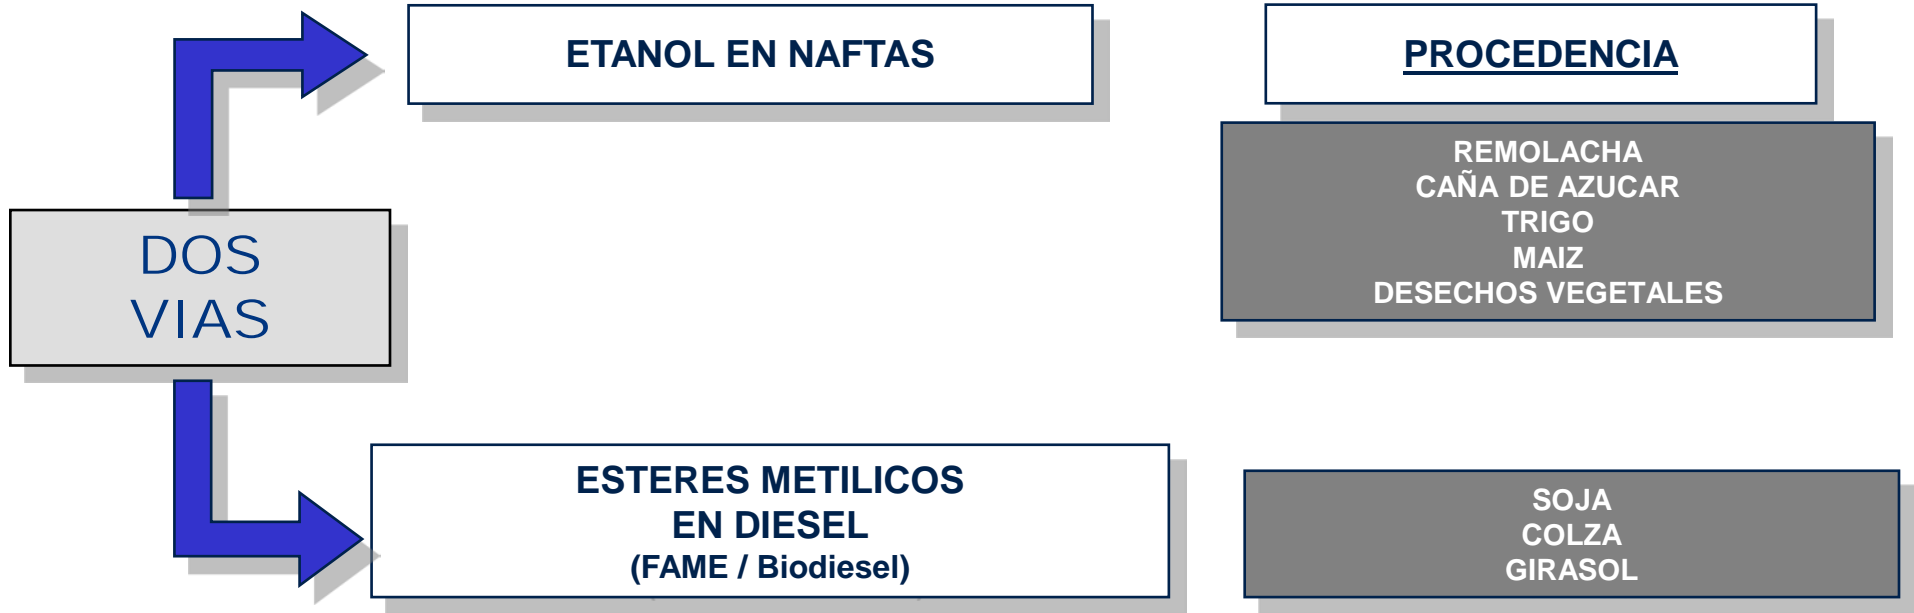 ETANOL EN NAFTAS
PROCEDENCIA
REMOLACHA
CAÑA DE AZUCAR
TRIGO
MAIZ
DESECHOS VEGETALES
DOS
VIAS
ESTERES METILICOS
EN DIESEL
(FAME / Biodiesel)
SOJA
COLZA
GIRASOL